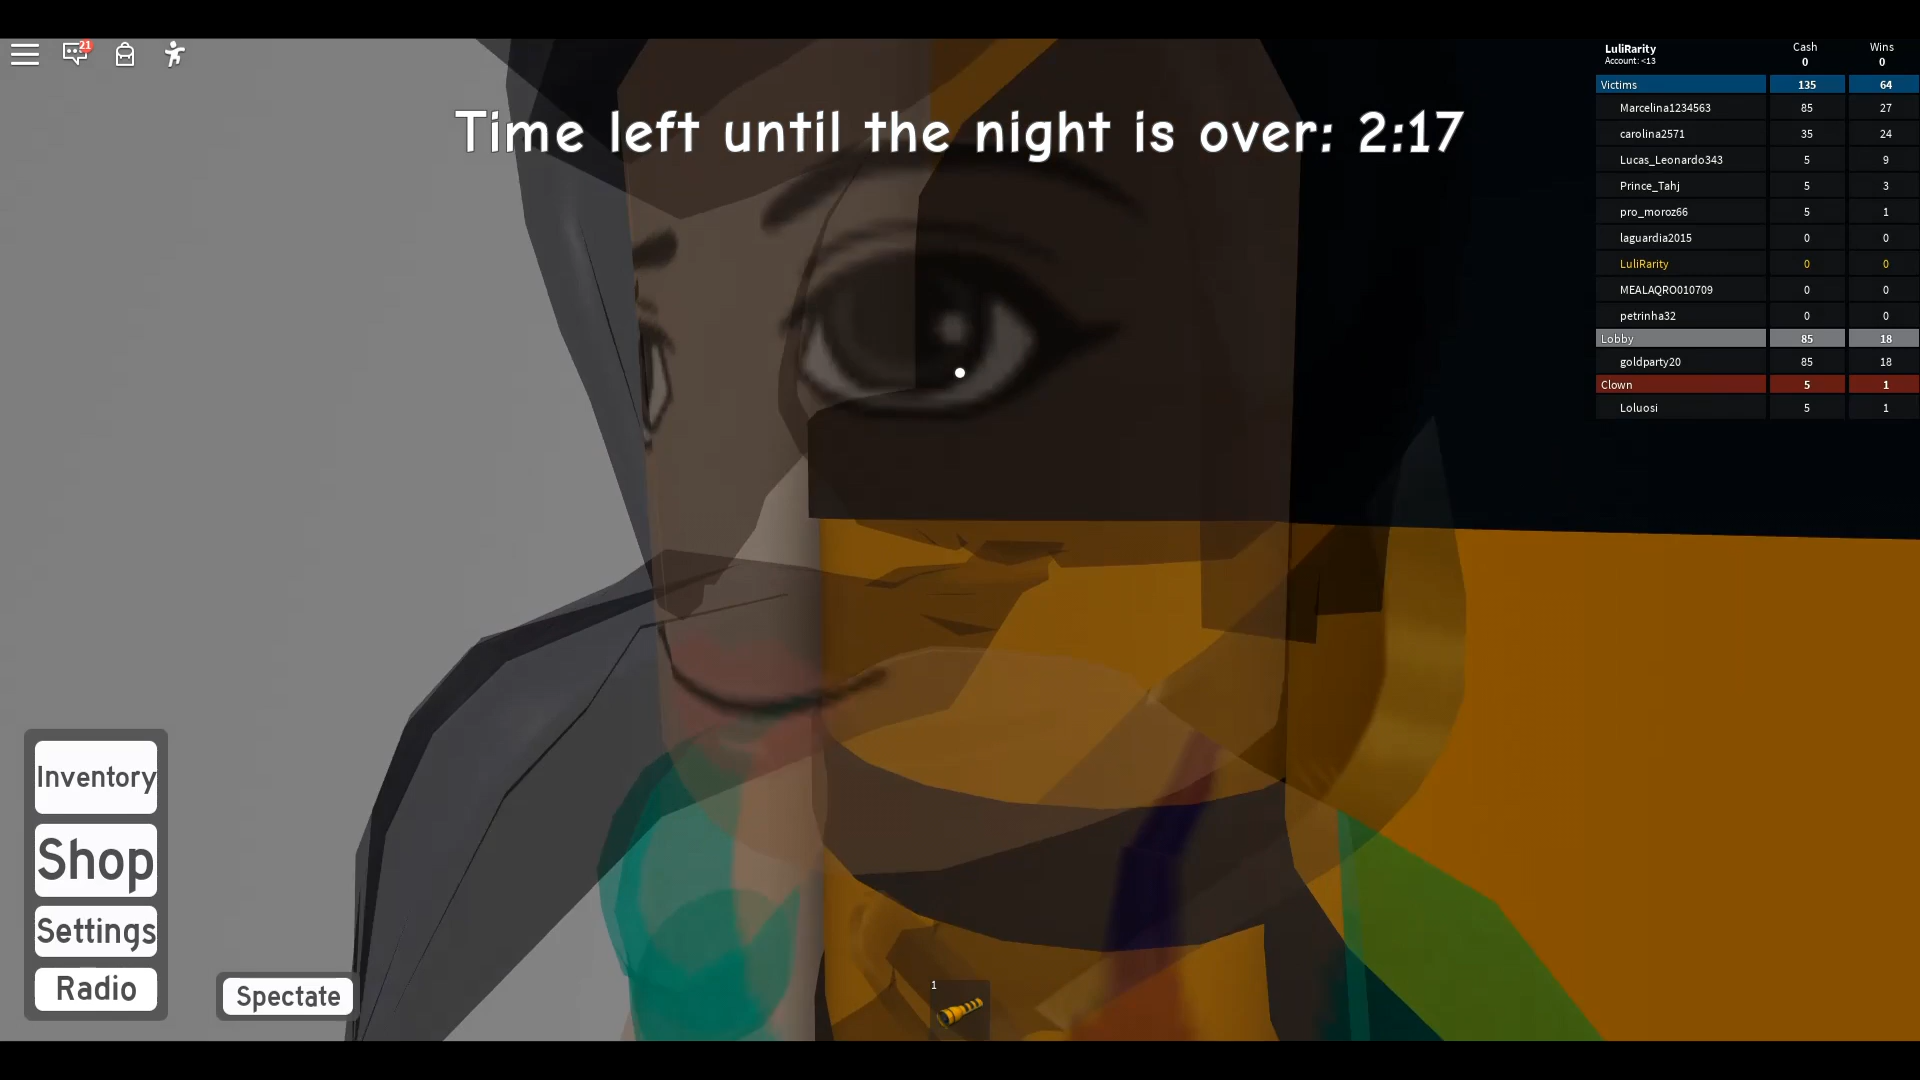 21
LuliRarity Cash Wins
Account: <13 0 0
Time left until the night is over: 2:17
Victims 135 64
Marcelina1234563 85 27
carolina2571 35 24
Lucas_Leonardo343 5 9
Prince_Tahj 5 3
pro_moroz66 5 1
laguardia2015 0 0
LuliRarity 0 0
MEALAQRO010709 0 0
petrinha32 0 0
Lobby 85 18
goldparty20 85 18
Clown 5 1
Loluosi 5 1
Inventory
Shop
Settings
Radio
Spectate
1